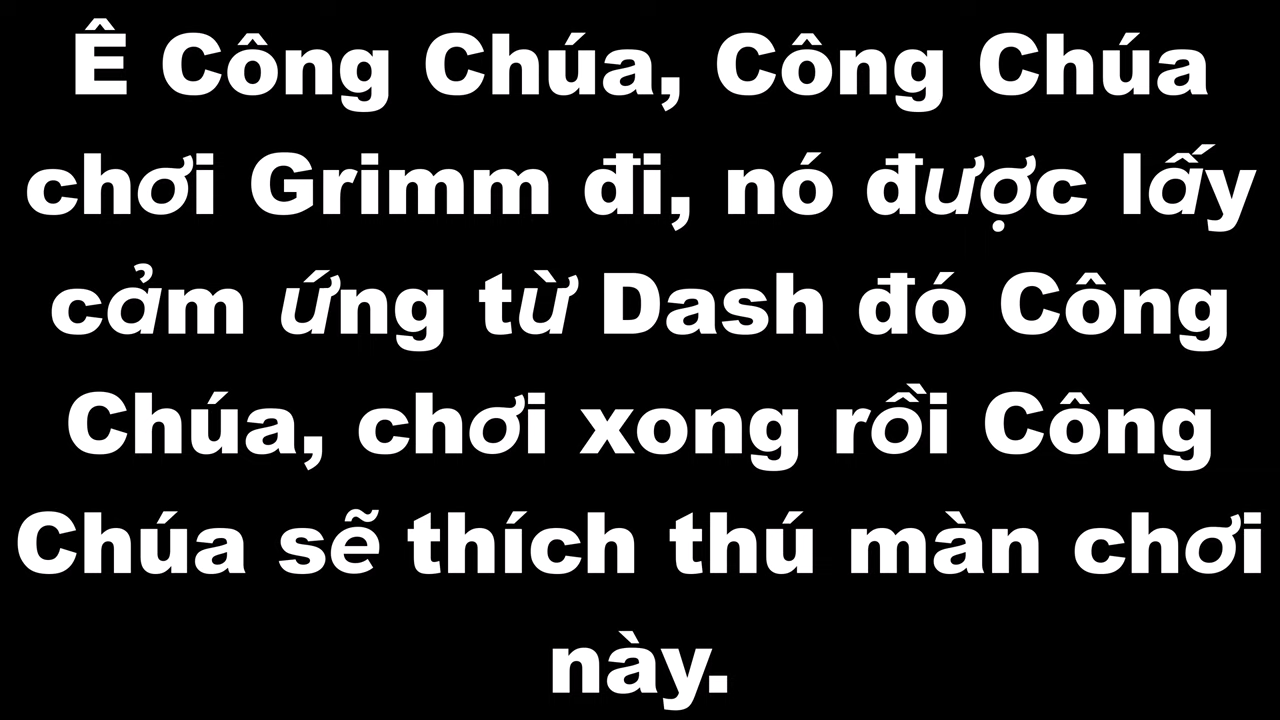 Ê Công Chúa, Công Chúa
chơi Grimm đi, nó được lấy
cảm ứng từ Dash đó Công
Chúa, chơi xong rồi Công
Chúa sẽ thích thú màn chơi
này.